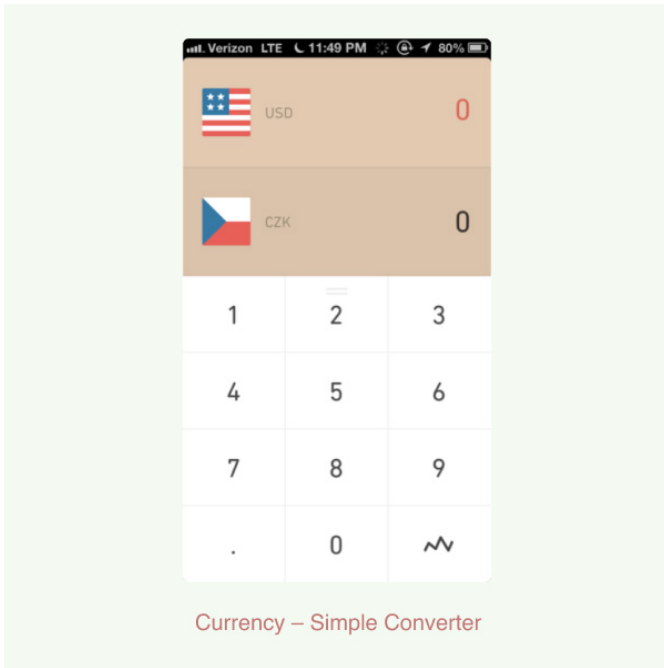 Verizon LTE 11:49 PM 80%
USD 0
CZK 0
1 2 3
4 5 6
7 8 9
. 0
Currency – Simple Converter